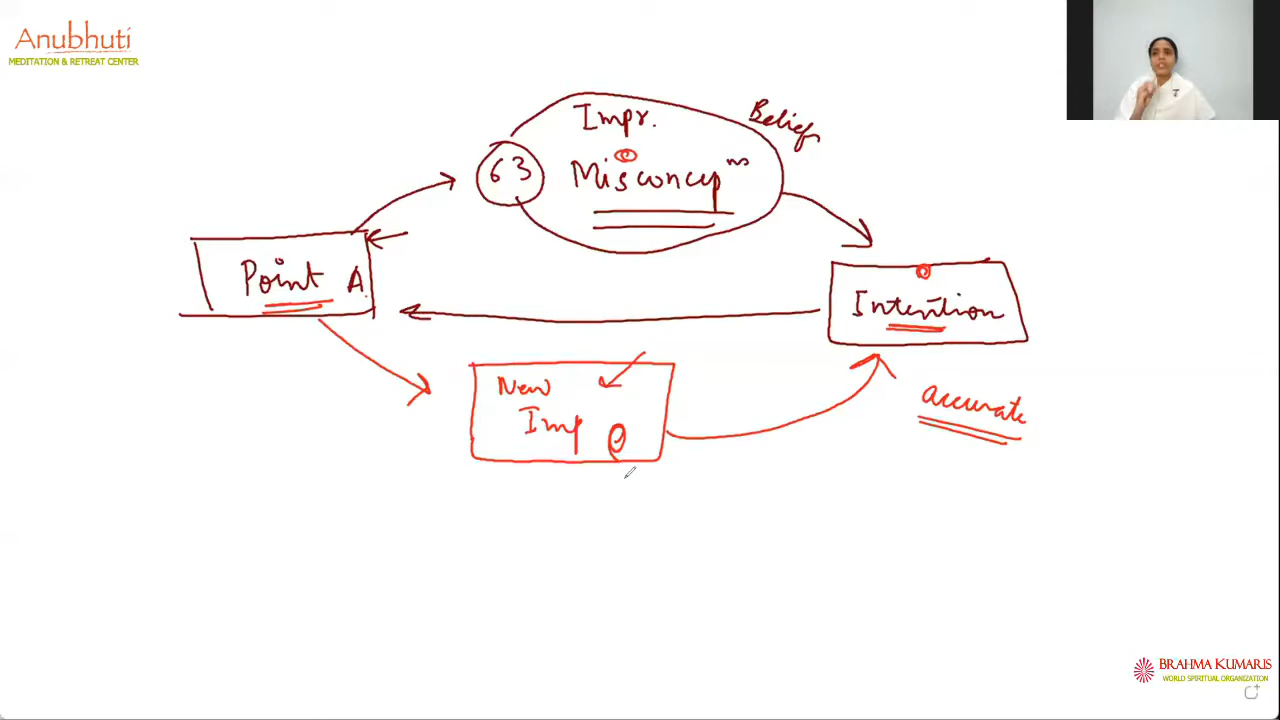 Anubhuti
MEDITATION & RETREAT CENTER
Impr.
Belief
63
Misconcepns
Point A.
Intention
New
Imp
accurate
BRAHMA KUMARIS
WORLD SPIRITUAL ORGANIZATION